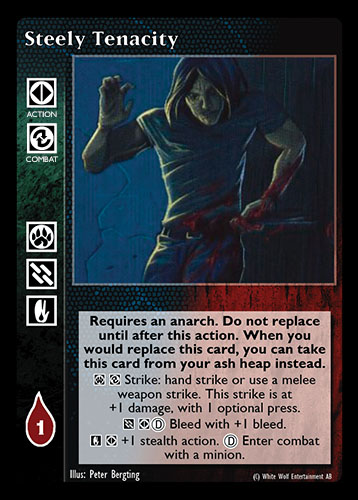 Steely Tenacity
ACTION
COMBAT
Requires an anarch. Do not replace
until after this action. When you
would replace this card, you can take
this card from your ash heap instead.
Strike: hand strike or use a melee
weapon strike. This strike is at
+1 damage, with 1 optional press.
D Bleed with +1 bleed.
+1 stealth action. D Enter combat
with a minion.
1
Illus: Peter Bergting
(C) White Wolf Entertainment AB